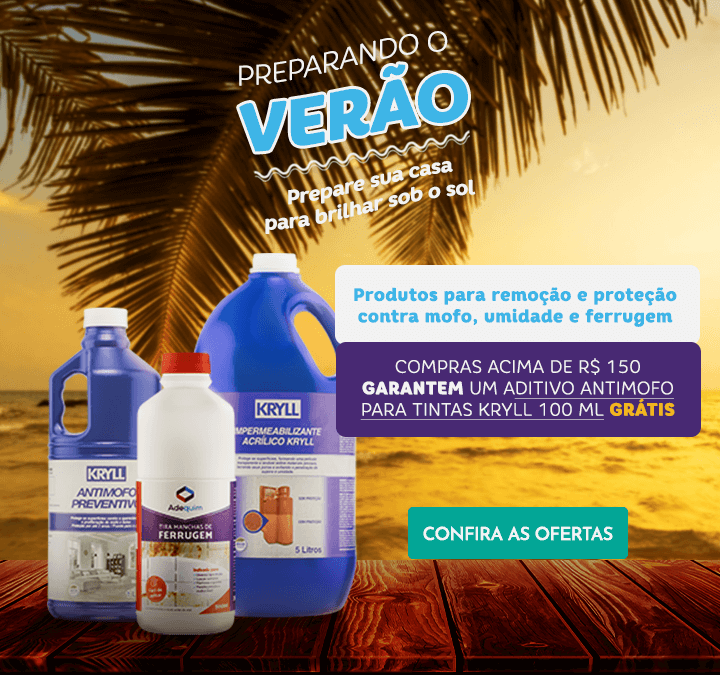 PREPARANDO O
VERÃO
Prepare sua casa
para brilhar sob o sol
Produtos para remoção e proteção
contra mofo, umidade e ferrugem
COMPRAS ACIMA DE R$ 150
GARANTEM UM ADITIVO ANTIMOFO
PARA TINTAS KRYLL 100 ML GRÁTIS
CONFIRA AS OFERTAS
KRYLL
IMPERMEABILIZANTE
ACRÍLICO KRYLL
5 Litros
KRYLL
ANTIMOFO
PREVENTIV
Adequim
TIRA MANCHAS DE
FERRUGEM